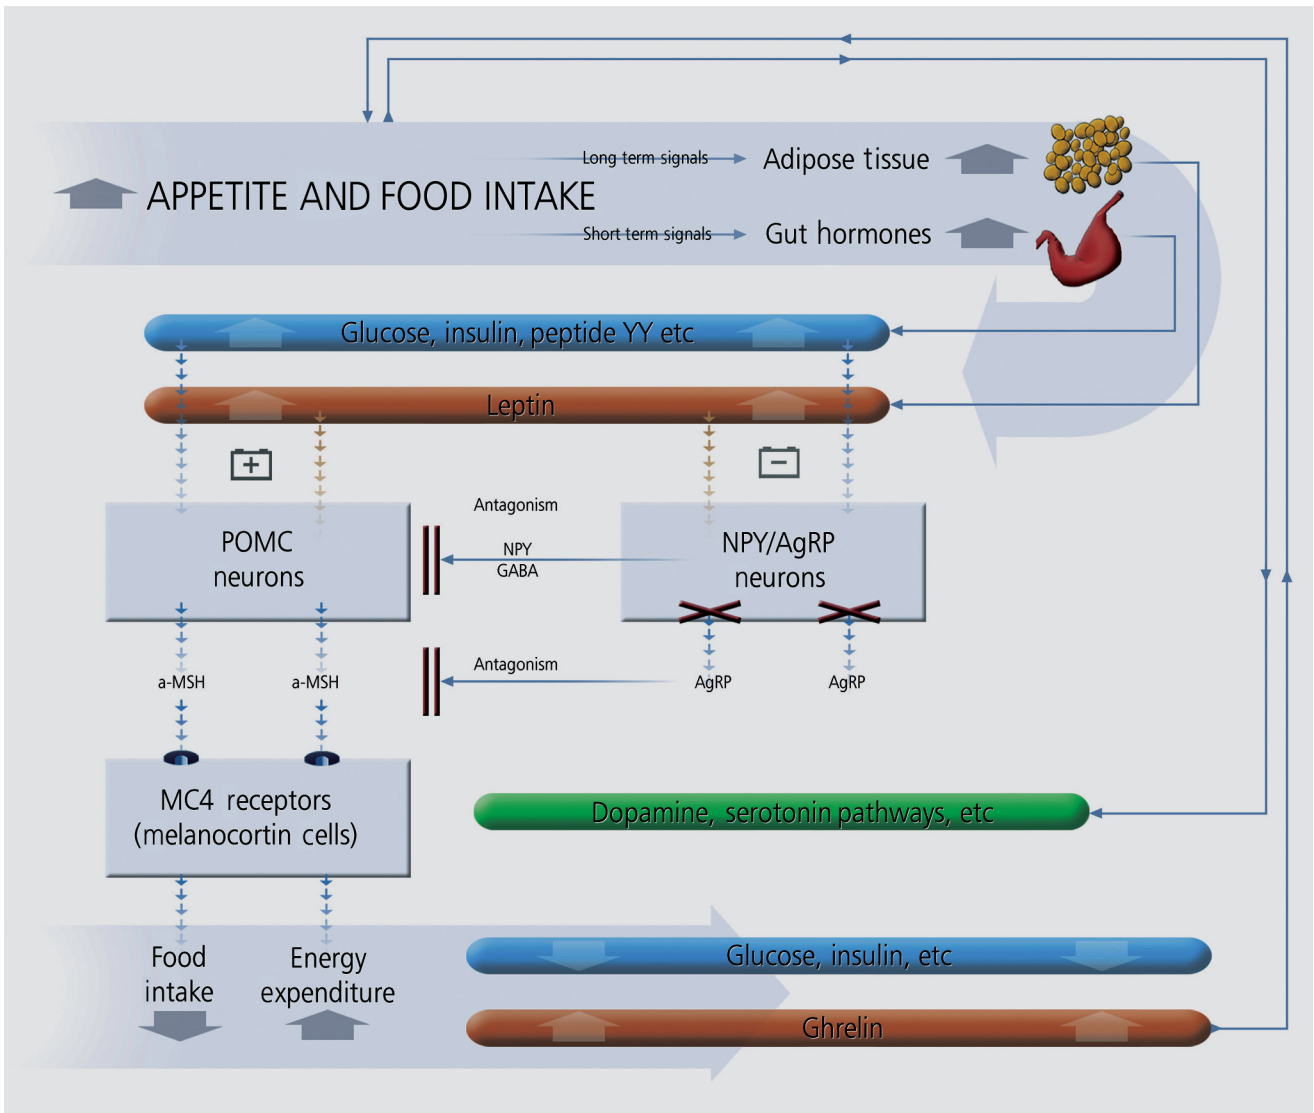 Long term signals
Adipose tissue
APPETITE AND FOOD INTAKE
Short term signals
Gut hormones
Glucose, insulin, peptide YY etc
Leptin
+
−
Antagonism
POMC
neurons
NPY
GABA
NPY/AgRP
neurons
Antagonism
a-MSH
a-MSH
AgRP
AgRP
MC4 receptors
(melanocortin cells)
Dopamine, serotonin pathways, etc
Food
intake
Energy
expenditure
Glucose, insulin, etc
Ghrelin